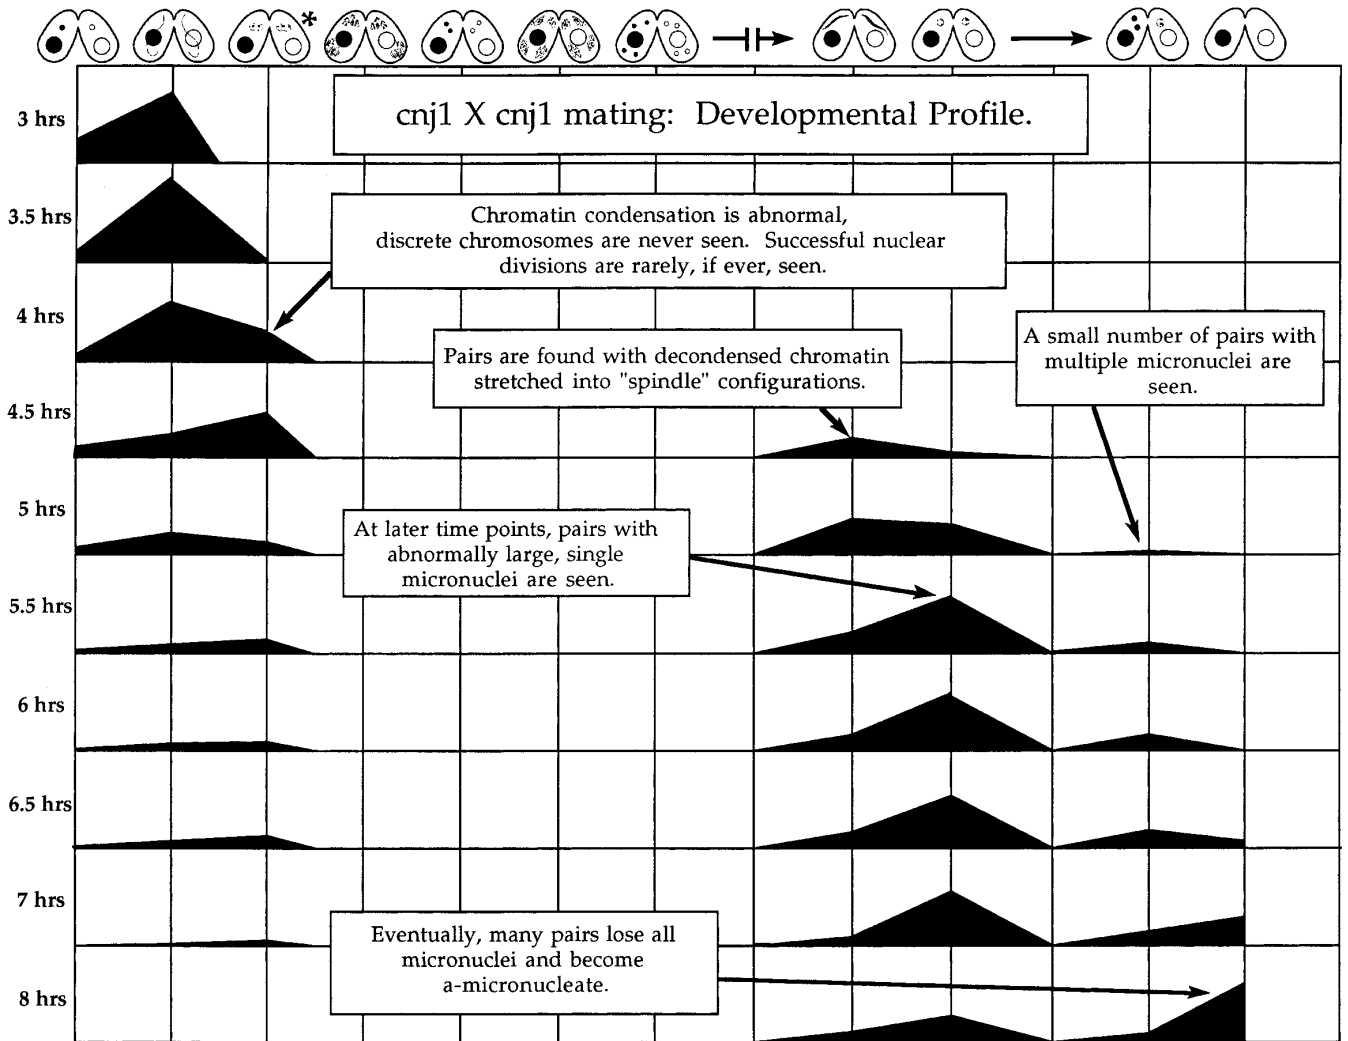 *
cnj1 X cnj1 mating: Developmental Profile.
3 hrs
3.5 hrs
Chromatin condensation is abnormal,
discrete chromosomes are never seen. Successful nuclear
divisions are rarely, if ever, seen.
4 hrs
Pairs are found with decondensed chromatin
stretched into "spindle" configurations.
A small number of pairs with
multiple micronuclei are
seen.
4.5 hrs
5 hrs
At later time points, pairs with
abnormally large, single
micronuclei are seen.
5.5 hrs
6 hrs
6.5 hrs
7 hrs
Eventually, many pairs lose all
micronuclei and become
a-micronucleate.
8 hrs